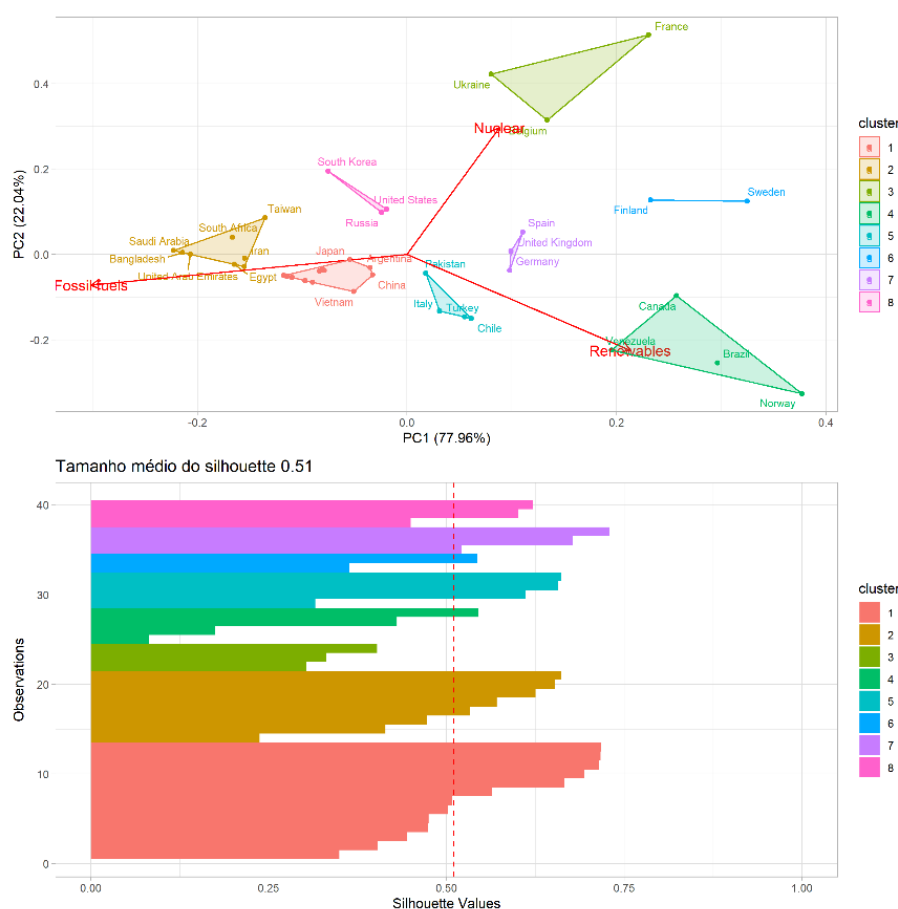 France
0.4
Ukraine
Nuclear
Belgium
cluster
1
2
3
4
5
6
7
8
0.2
South Korea
United States
Russia
Sweden
Finland
Taiwan
South Africa
Spain
Saudi Arabia
United Kingdom
PC2 (22.04%)
0.0
Bangladesh
Iran
Japan
Argentina
Germany
Pakistan
United Arab Emirates
Egypt
Fossil fuels
China
Vietnam
Italy
Turkey
Chile
Canada
-0.2
Venezuela
Renowables
Brazil
Norway
-0.2
0.0
0.2
0.4
PC1 (77.96%)
Tamanho médio do silhouette 0.51
40
30
20
10
0
Observations
cluster
1
2
3
4
5
6
7
8
0.00
0.25
0.50
0.75
1.00
Silhouette Values